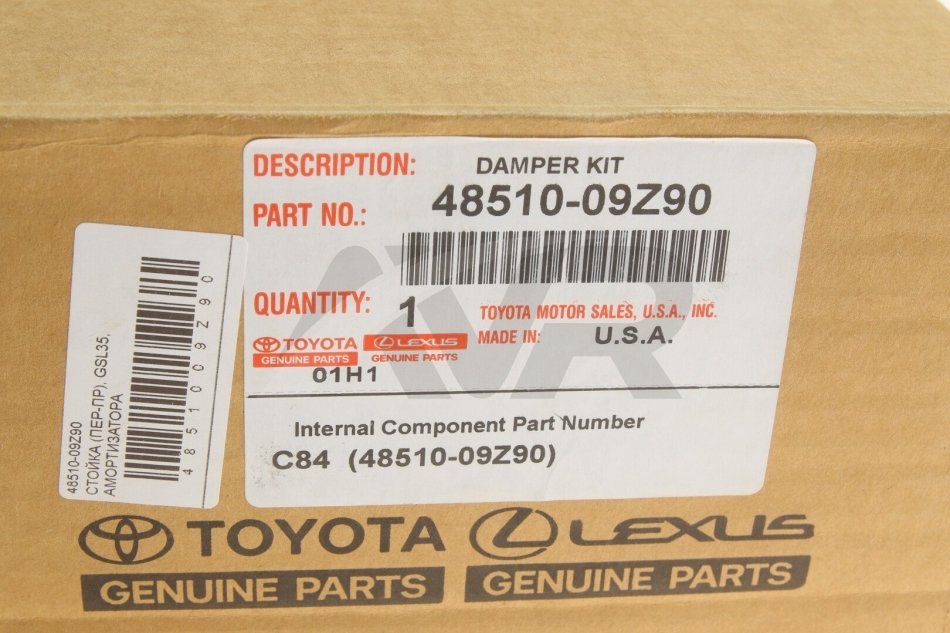 DESCRIPTION: DAMPER KIT
PART NO.: 48510-09Z90
QUANTITY: 1
TOYOTA MOTOR SALES, U.S.A., INC.
MADE IN: U.S.A.
TOYOTA LEXUS
GENUINE PARTS GENUINE PARTS
01H1
Internal Component Part Number
C84 (48510-09Z90)
48510-09Z90
СТОЙКА (ПЕР-ПР), GSL35,
АМОРТИЗАТОРА
4851009Z90
TOYOTA LEXUS
GENUINE PARTS GENUINE PARTS
VR